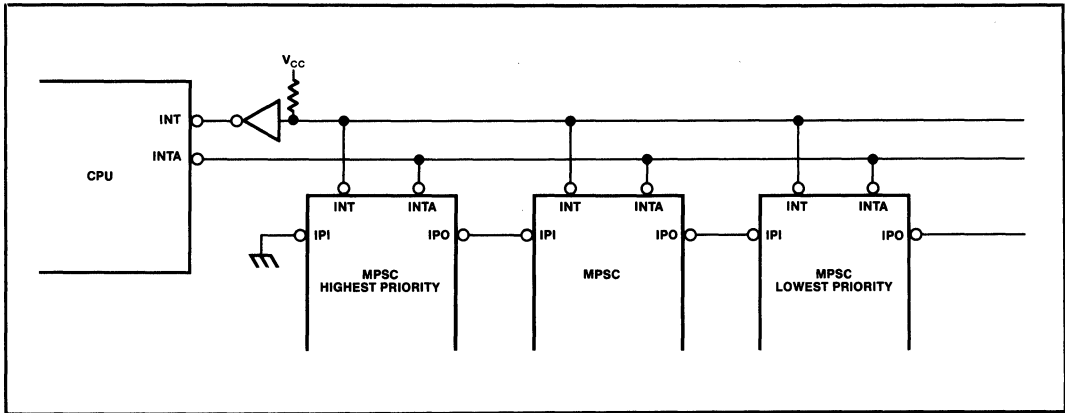 VCC
INT
INTA
CPU
INT
INTA
INT
INTA
INT
INTA
IPI
IPO
IPI
IPO
IPI
IPO
MPSC
HIGHEST PRIORITY
MPSC
MPSC
LOWEST PRIORITY